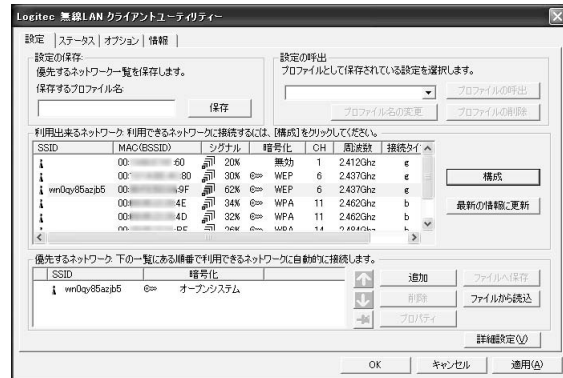 Logitec 無線LAN クライアントユーティリティー
設定 ステータス オプション 情報
設定の保存
優先するネットワーク一覧を保存します。
保存するプロファイル名
保存
設定の呼出
プロファイルとして保存されている設定を選択します。
プロファイルの呼出
プロファイル名の変更 プロファイルの削除
利用出来るネットワーク: 利用できるネットワークに接続するには、[構成]をクリックしてください。
SSID MAC(BSSID) シグナル 暗号化 CH 周波数 接続タイ
00: :60 20% 無効 1 2.412Ghz g
00: :80 30% WEP 6 2.437Ghz g
wn0qy85azjb5 00: :9F 62% WEP 6 2.437Ghz g
00: 4E 34% WPA 11 2.462Ghz b
00: 4D 32% WPA 11 2.462Ghz b
00: 26% WPA 14 2.484Ghz b
構成
最新の情報に更新
優先するネットワーク: 下の一覧にある順番で利用できるネットワークに自動的に接続します。
SSID 暗号化
wn0qy85azjb5 オープンシステム
追加 ファイルへ保存
削除 ファイルから読込
プロパティ
詳細設定(V)
OK キャンセル 適用(A)